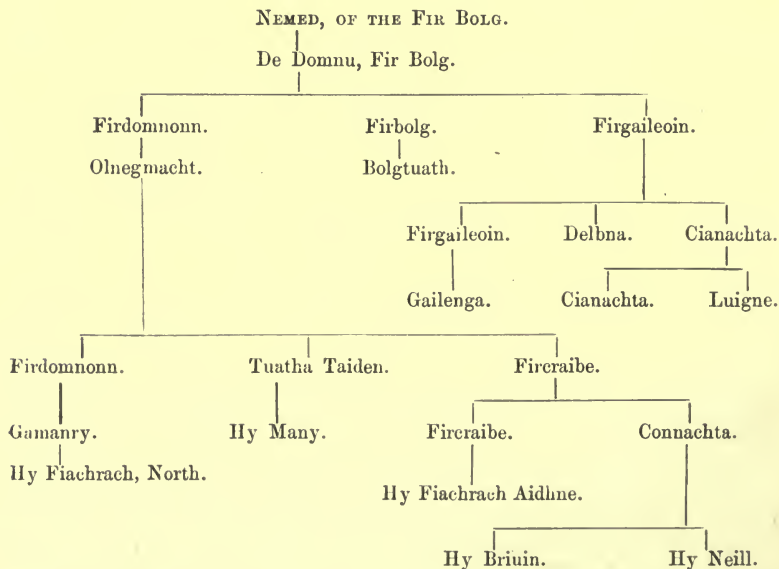 NEMED, OF THE FIR BOLG.
De Domnu, Fir Bolg.
Firdomnonn. Firbolg. Firgaileoin.
Olnegmacht. Bolgtuath.
Firgaileoin. Delbna. Cianachta.
Gailenga. Cianachta. Luigne.
Firdomnonn. Tuatha Taiden. Fircraibe.
Gamanry. Hy Many. Fircraibe. Connachta.
Hy Fiachrach, North.
Hy Fiachrach Aidhne.
Hy Briuin. Hy Neill.